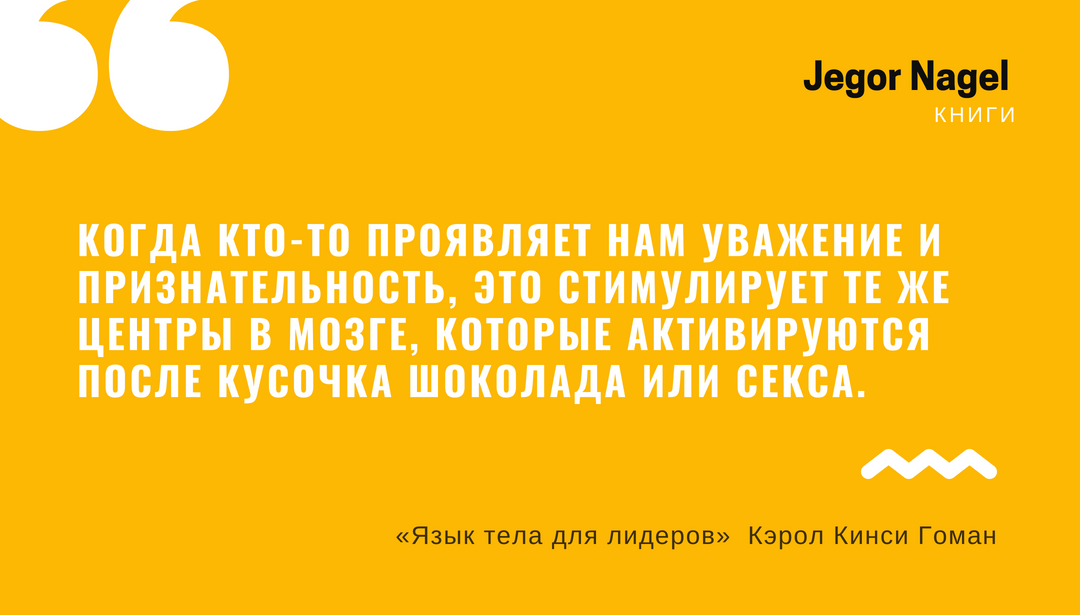 Jegor Nagel
КНИГИ
КОГДА КТО-ТО ПРОЯВЛЯЕТ НАМ УВАЖЕНИЕ И
ПРИЗНАТЕЛЬНОСТЬ, ЭТО СТИМУЛИРУЕТ ТЕ ЖЕ
ЦЕНТРЫ В МОЗГЕ, КОТОРЫЕ АКТИВИРУЮТСЯ
ПОСЛЕ КУСОЧКА ШОКОЛАДА ИЛИ СЕКСА.
«Язык тела для лидеров» Кэрол Кинси Гоман